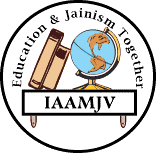 Education & Jainism Together
IAAMJV